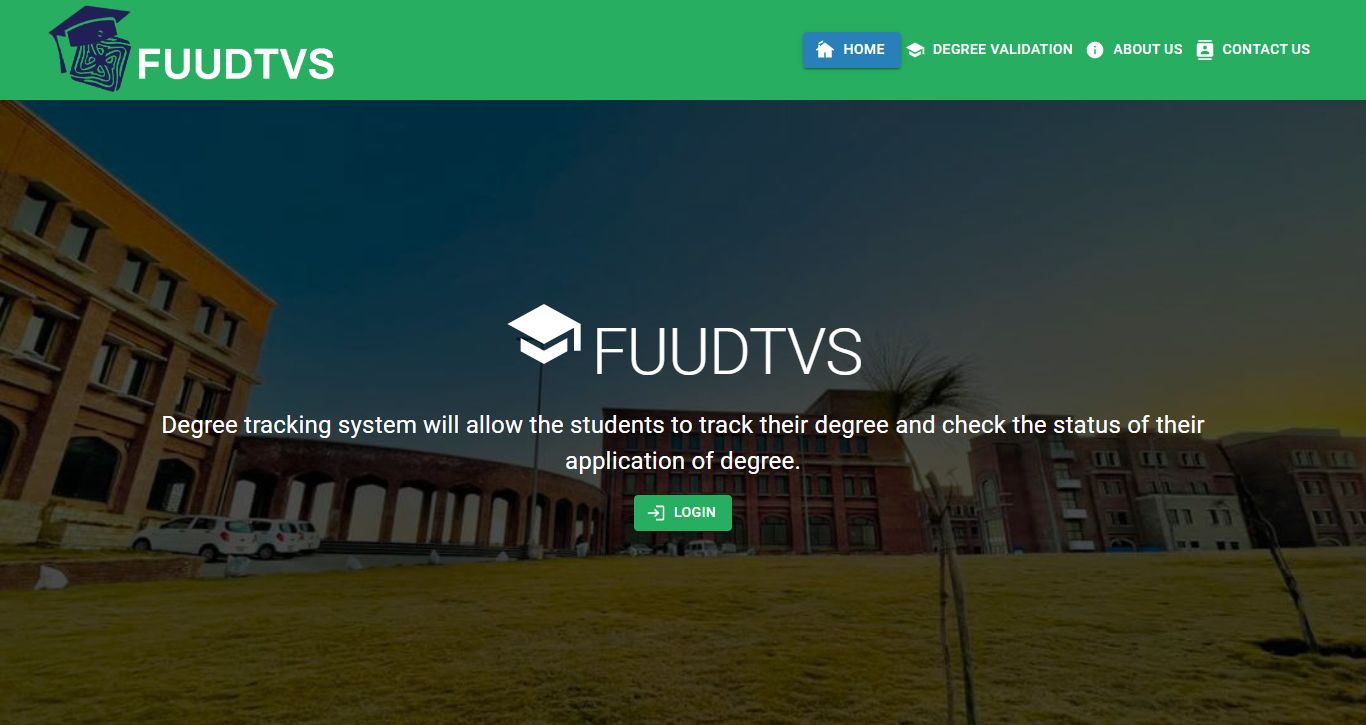 FUUDTVS
HOME
DEGREE VALIDATION
ABOUT US
CONTACT US
FUUDTVS
Degree tracking system will allow the students to track their degree and check the status of their
application of degree.
LOGIN